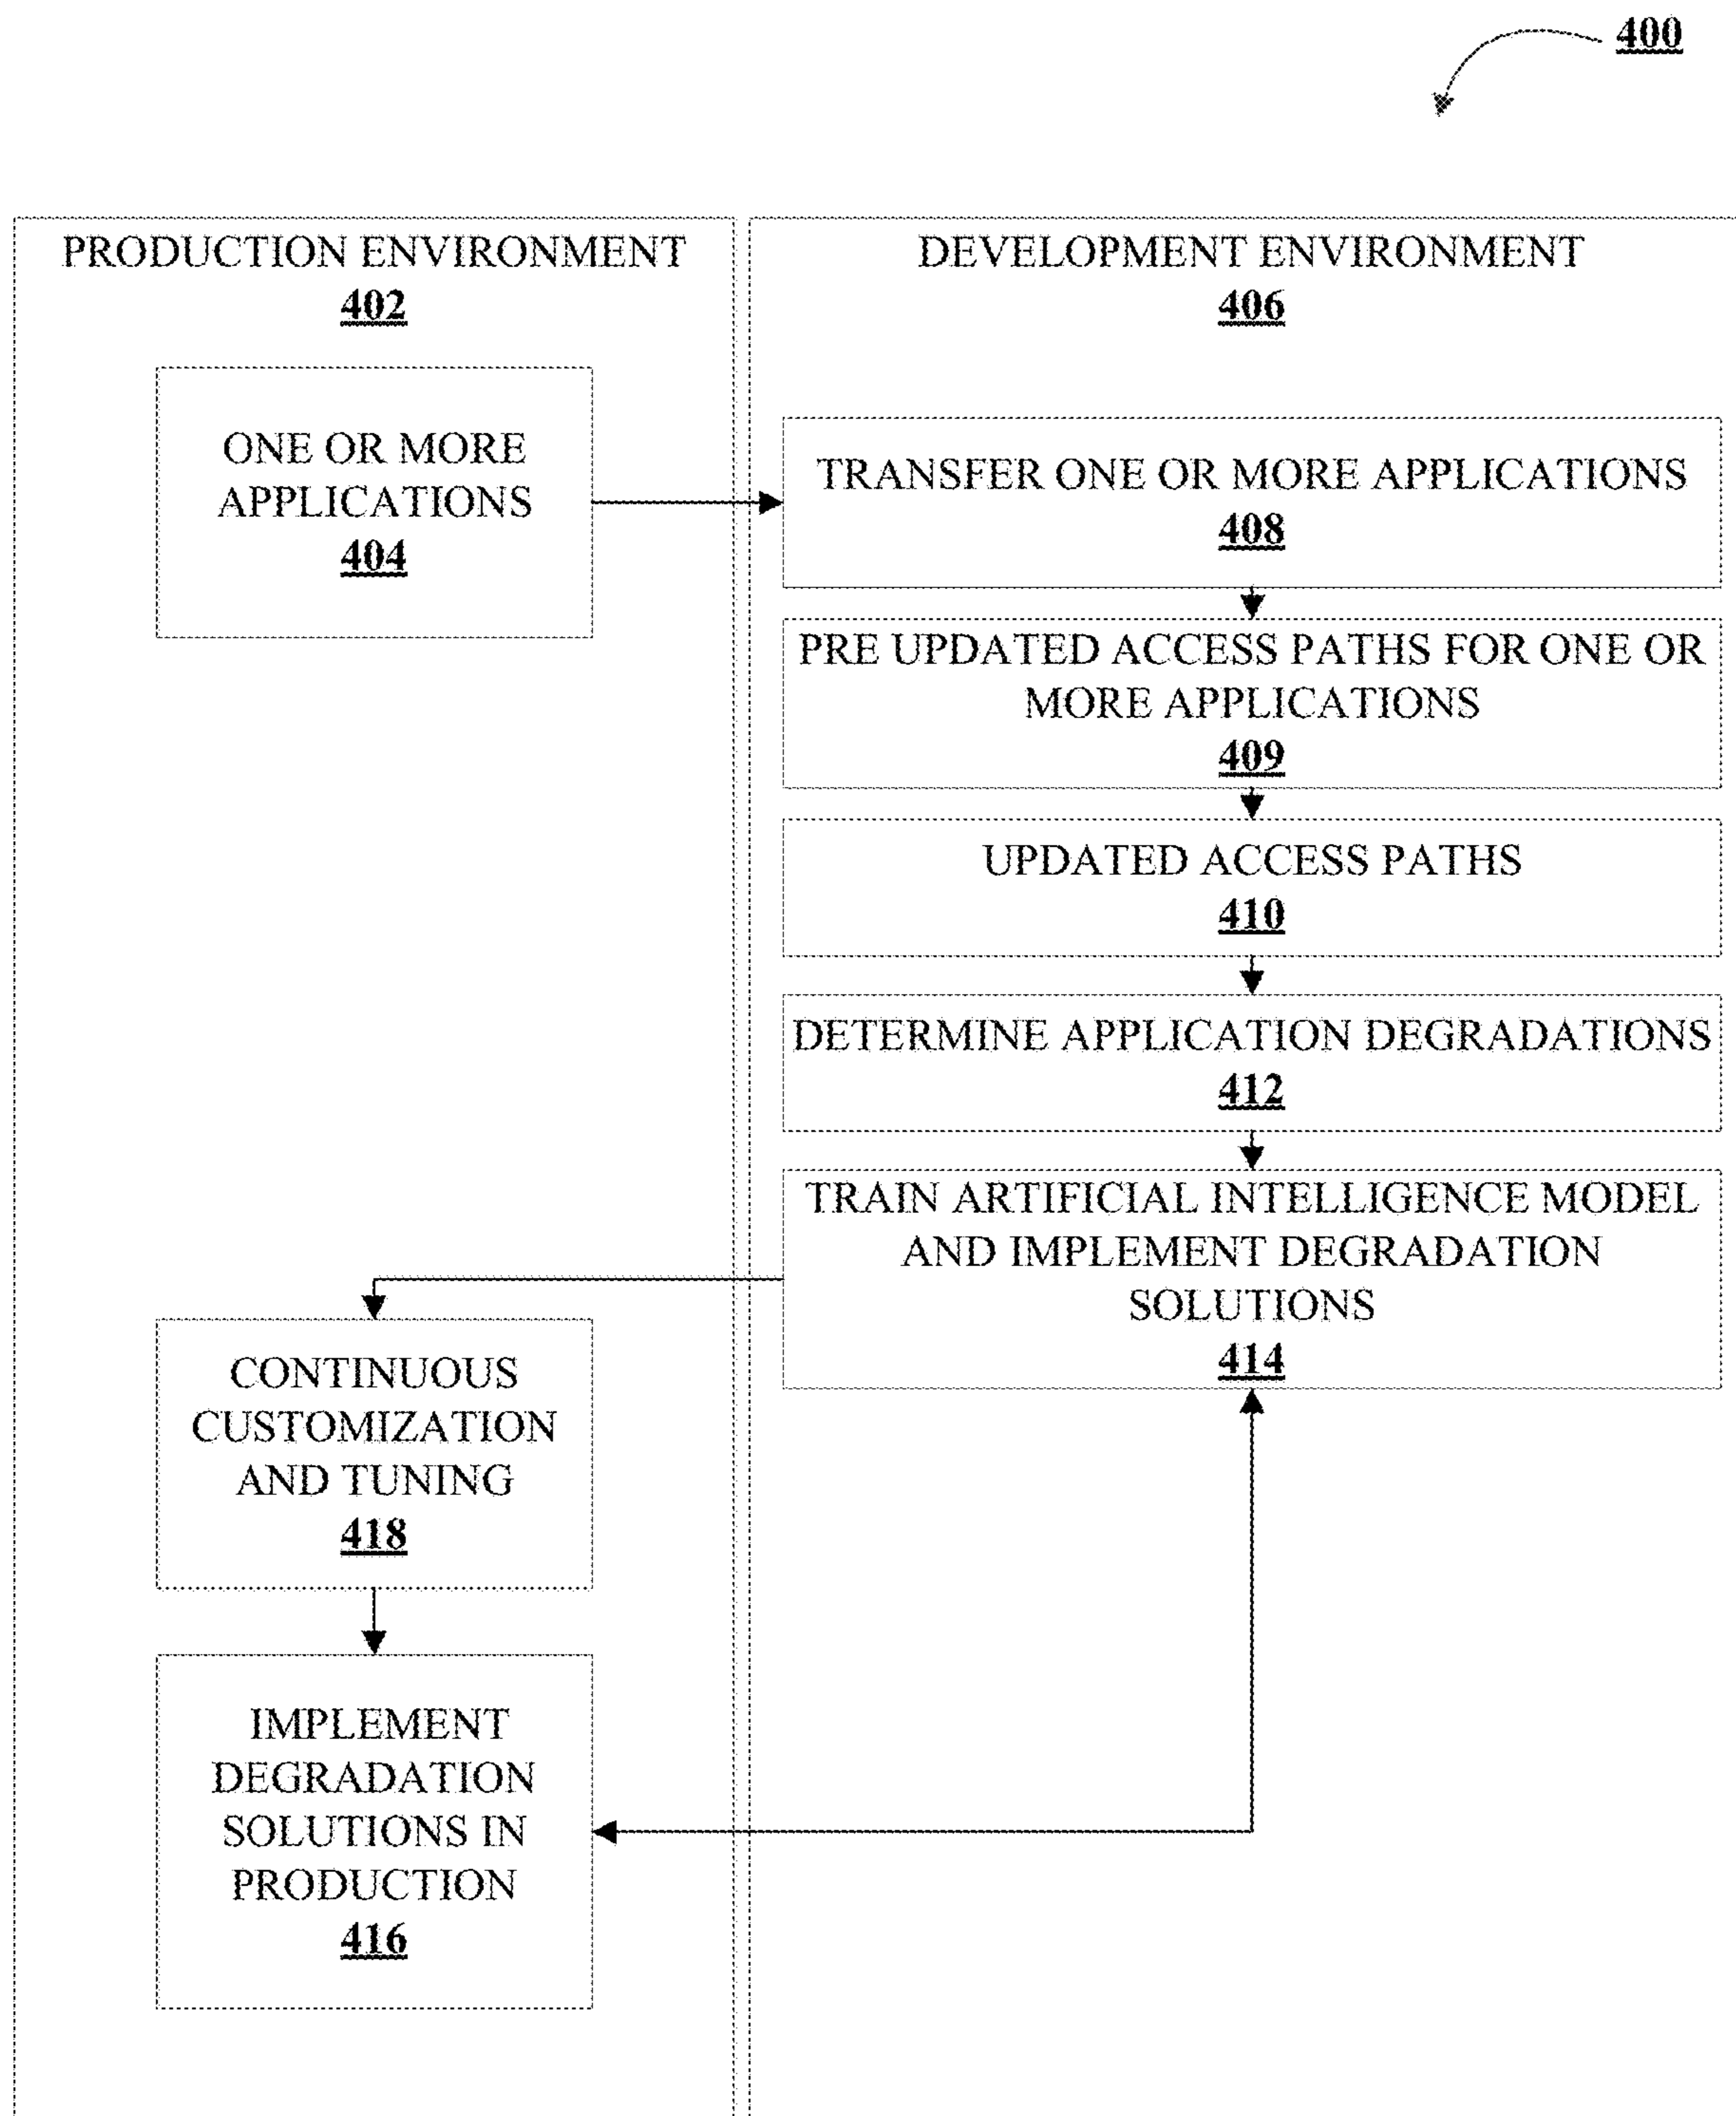 400
PRODUCTION ENVIRONMENT
402
DEVELOPMENT ENVIRONMENT
406
ONE OR MORE
APPLICATIONS
404
TRANSFER ONE OR MORE APPLICATIONS
408
PRE UPDATED ACCESS PATHS FOR ONE OR
MORE APPLICATIONS
409
UPDATED ACCESS PATHS
410
DETERMINE APPLICATION DEGRADATIONS
412
TRAIN ARTIFICIAL INTELLIGENCE MODEL
AND IMPLEMENT DEGRADATION
SOLUTIONS
414
CONTINUOUS
CUSTOMIZATION
AND TUNING
418
IMPLEMENT
DEGRADATION
SOLUTIONS IN
PRODUCTION
416